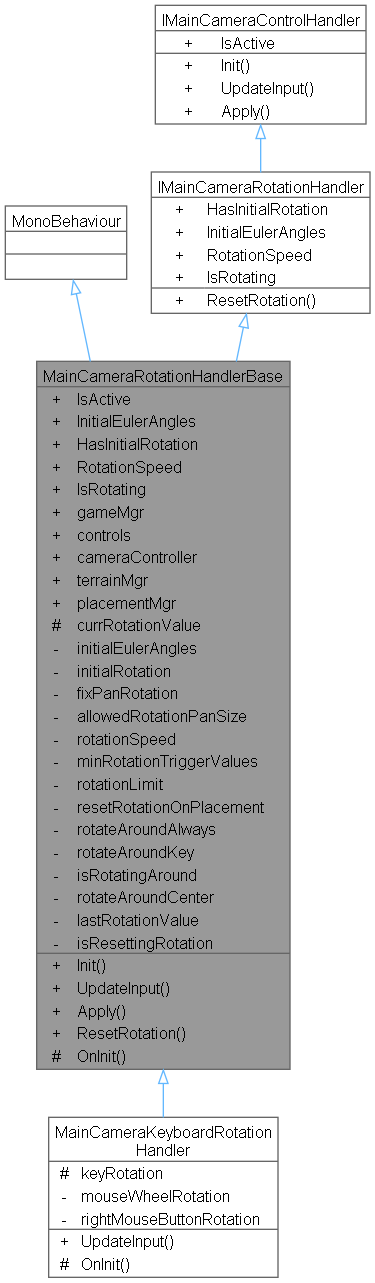 IMainCameraControlHandler
+ IsActive
+ Init()
+ UpdateInput()
+ Apply()
IMainCameraRotationHandler
+ HasInitialRotation
+ InitialEulerAngles
+ RotationSpeed
+ IsRotating
+ ResetRotation()
MonoBehaviour
MainCameraRotationHandlerBase
+ IsActive
+ InitialEulerAngles
+ HasInitialRotation
+ RotationSpeed
+ IsRotating
+ gameMgr
+ controls
+ cameraController
+ terrainMgr
+ placementMgr
# currRotationValue
- initialEulerAngles
- initialRotation
- fixPanRotation
- allowedRotationPanSize
- rotationSpeed
- minRotationTriggerValues
- rotationLimit
- resetRotationOnPlacement
- rotateAroundAlways
- rotateAroundKey
- isRotatingAround
- rotateAroundCenter
- lastRotationValue
- isResettingRotation
+ Init()
+ UpdateInput()
+ Apply()
+ ResetRotation()
# OnInit()
MainCameraKeyboardRotation
Handler
# keyRotation
- mouseWheelRotation
- rightMouseButtonRotation
+ UpdateInput()
# OnInit()